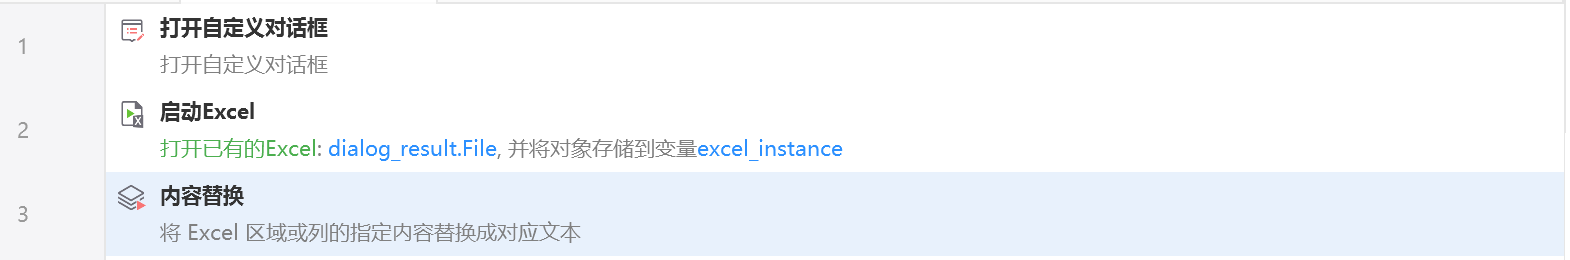 1
打开自定义对话框
打开自定义对话框
2
启动Excel
打开已有的Excel: dialog_result.File, 并将对象存储到变量excel_instance
3
内容替换
将 Excel 区域或列的指定内容替换成对应文本